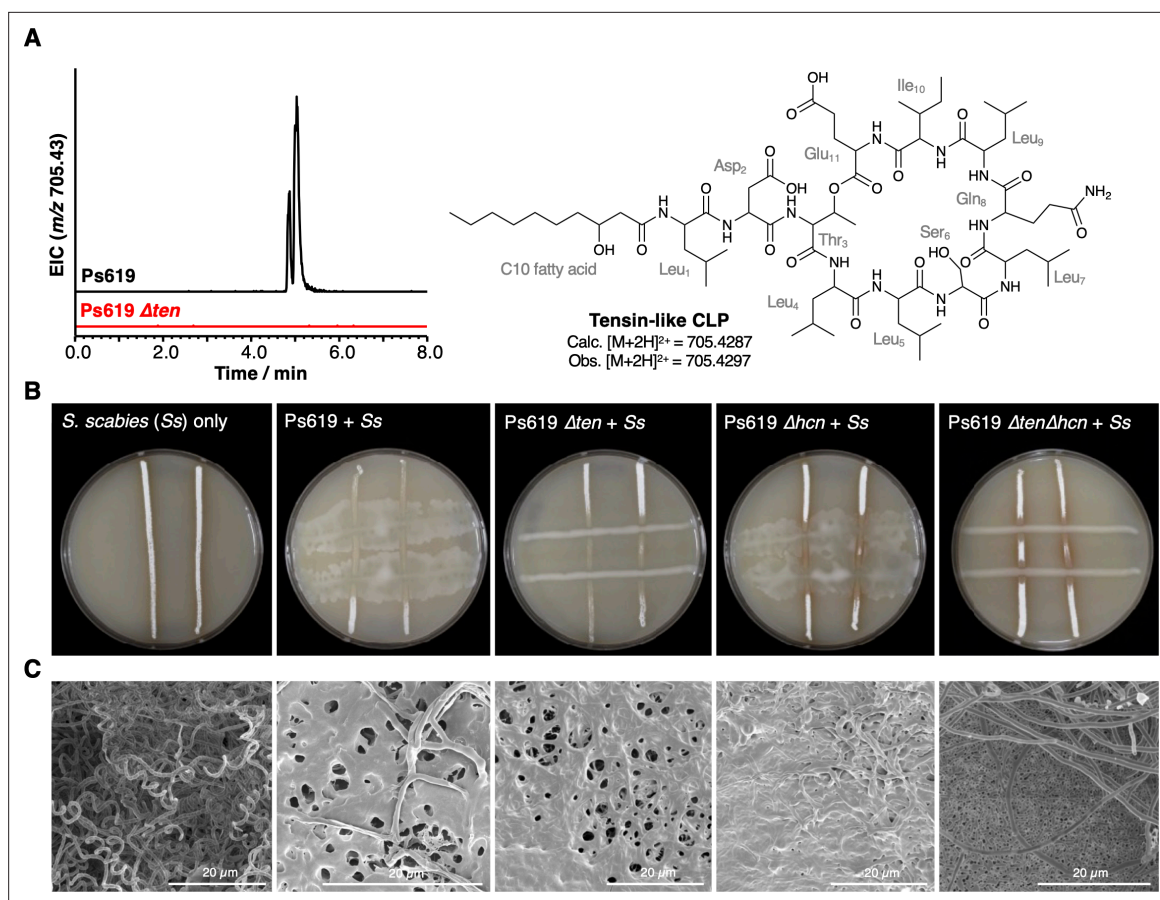 A
EIC (m/z 705.43)
Ps619
Ps619 Δten
0.0 2.0 4.0 6.0 8.0
Time / min
OH
O
Glu11
H
N
O
Ile10
N
H
O
Leu9
NH
O
Gln8
NH2
O
NH
O
Leu7
Asp2
O
OH
O
O
C10 fatty acid
OH
O
H
N
Leu1
O
N
H
O
H
N
Thr3
O
NH
Leu4
O
H
N
Leu5
O
N
H
Ser6
HO
O
NH
Tensin-like CLP
Calc. [M+2H]2+ = 705.4287
Obs. [M+2H]2+ = 705.4297
B
S. scabies (Ss) only
Ps619 + Ss
Ps619 Δten + Ss
Ps619 Δhcn + Ss
Ps619 ΔtenΔhcn + Ss
C
20 µm
20 µm
20 µm
20 µm
20 µm